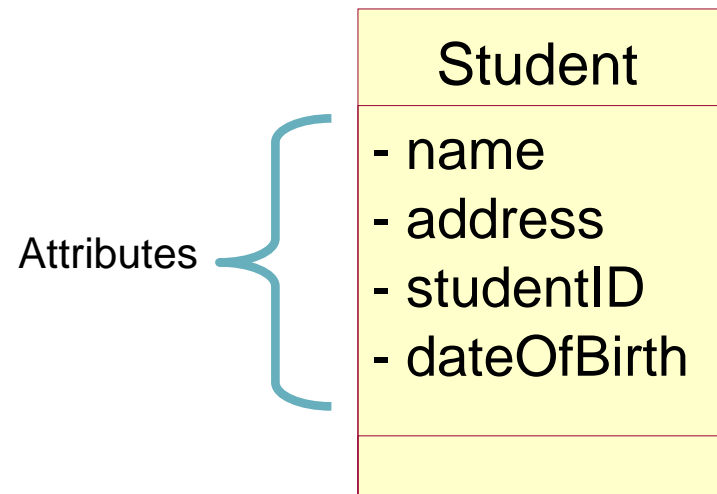 Student
- name
- address
- studentID
- dateOfBirth
Attributes